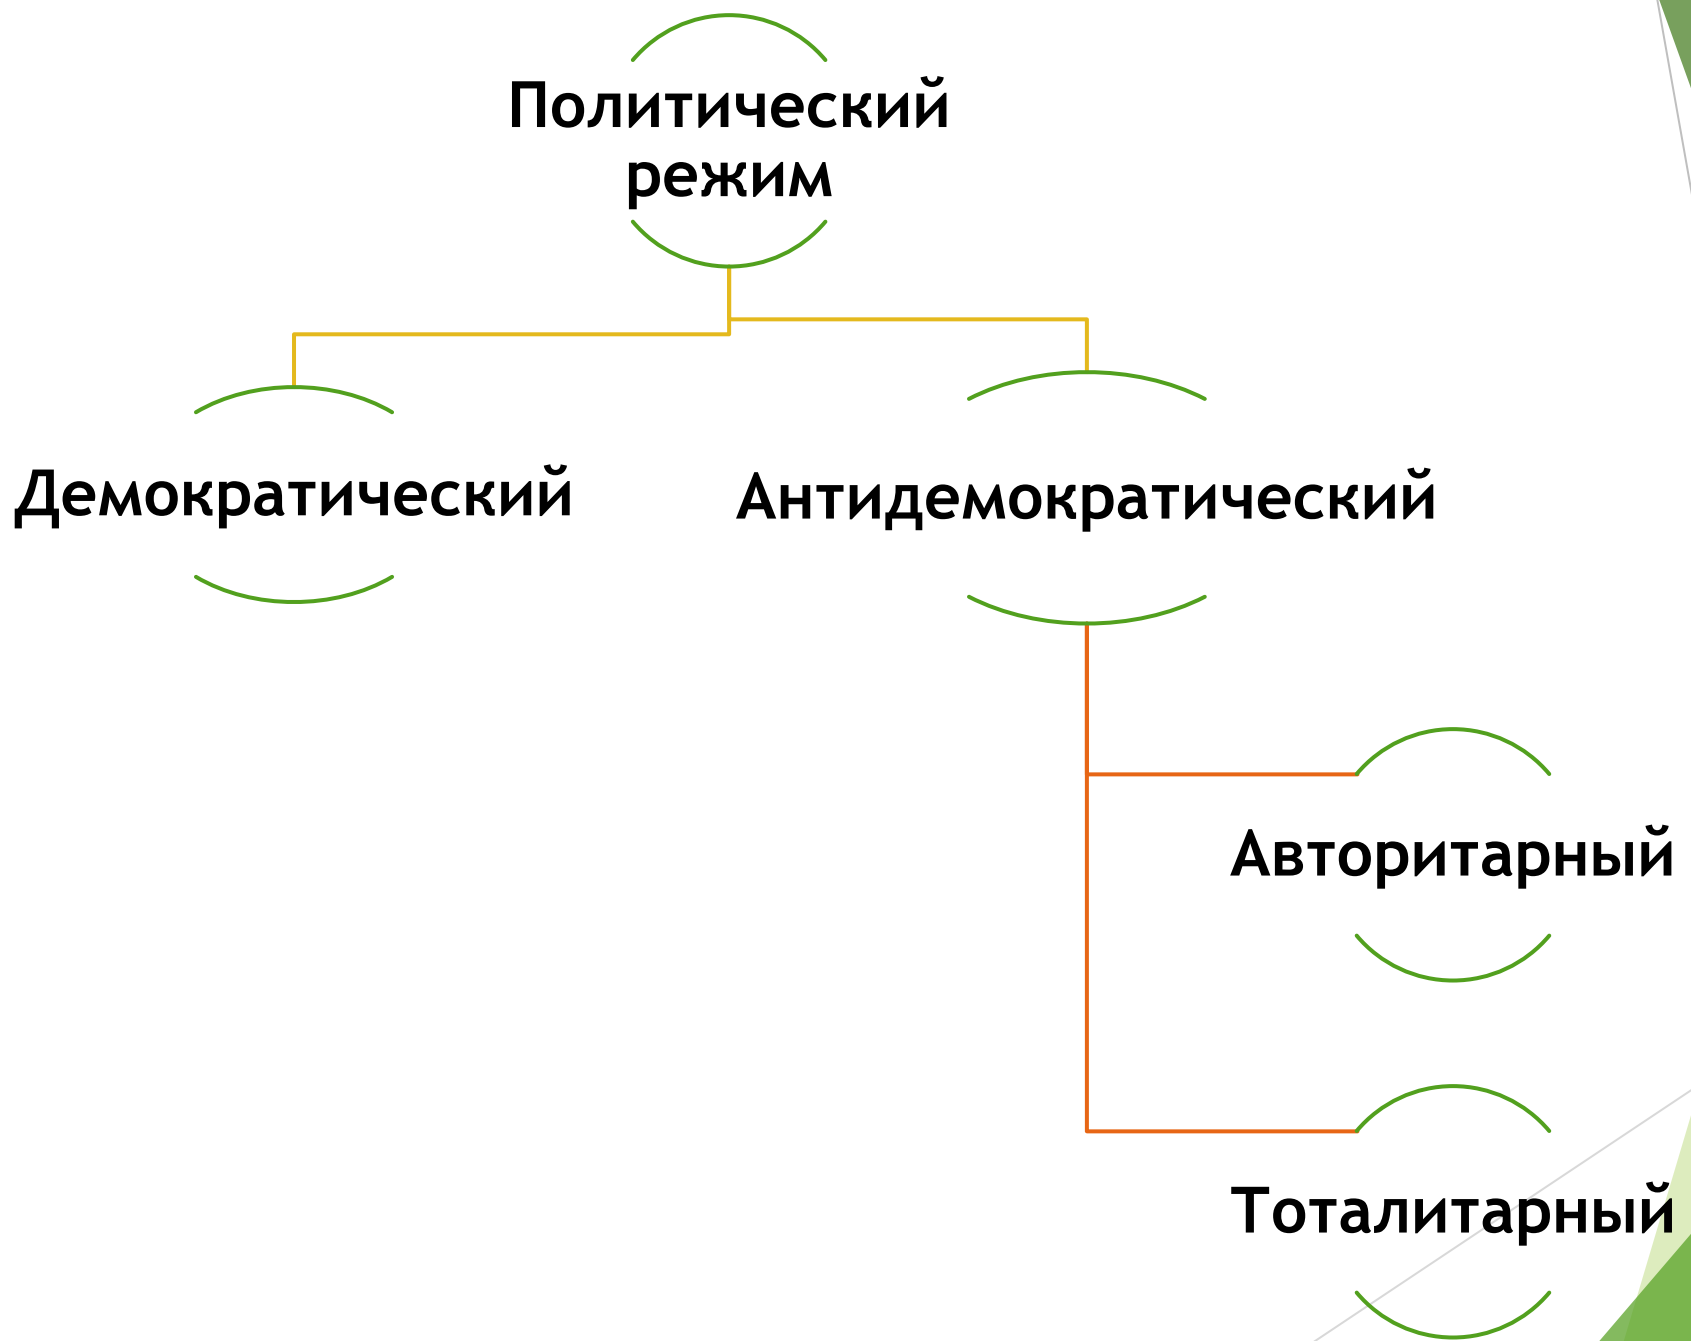 Политический
режим
Демократический
Антидемократический
Авторитарный
Тоталитарный